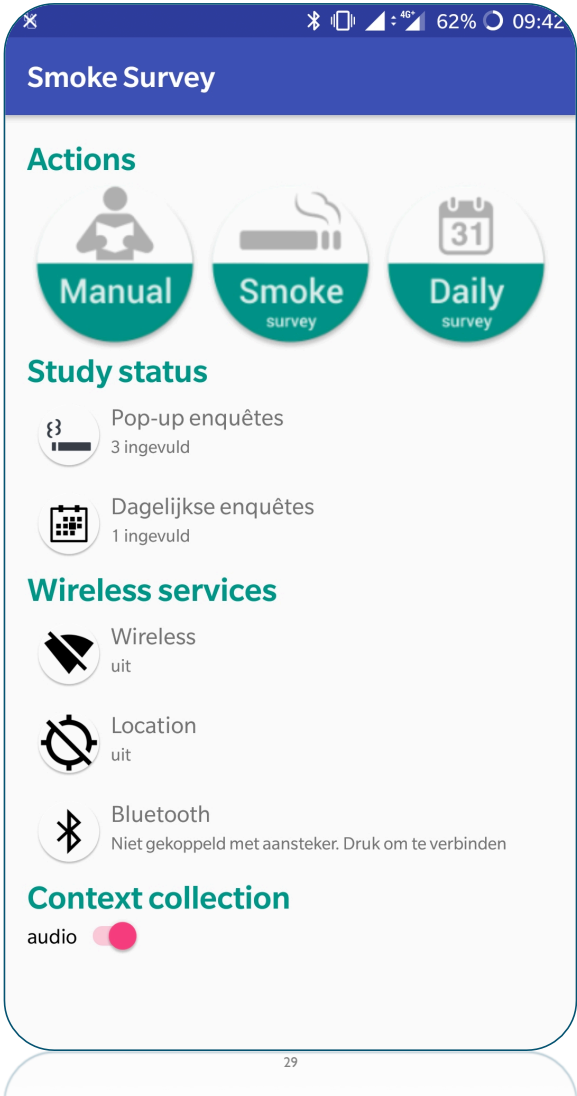 4G+ 62% 09:42
Smoke Survey
Actions
31
Manual Smoke Daily
survey survey
Study status
Pop-up enquêtes
3 ingevuld
Dagelijkse enquêtes
1 ingevuld
Wireless services
Wireless
uit
Location
uit
Bluetooth
Niet gekoppeld met aansteker. Druk om te verbinden
Context collection
audio
29